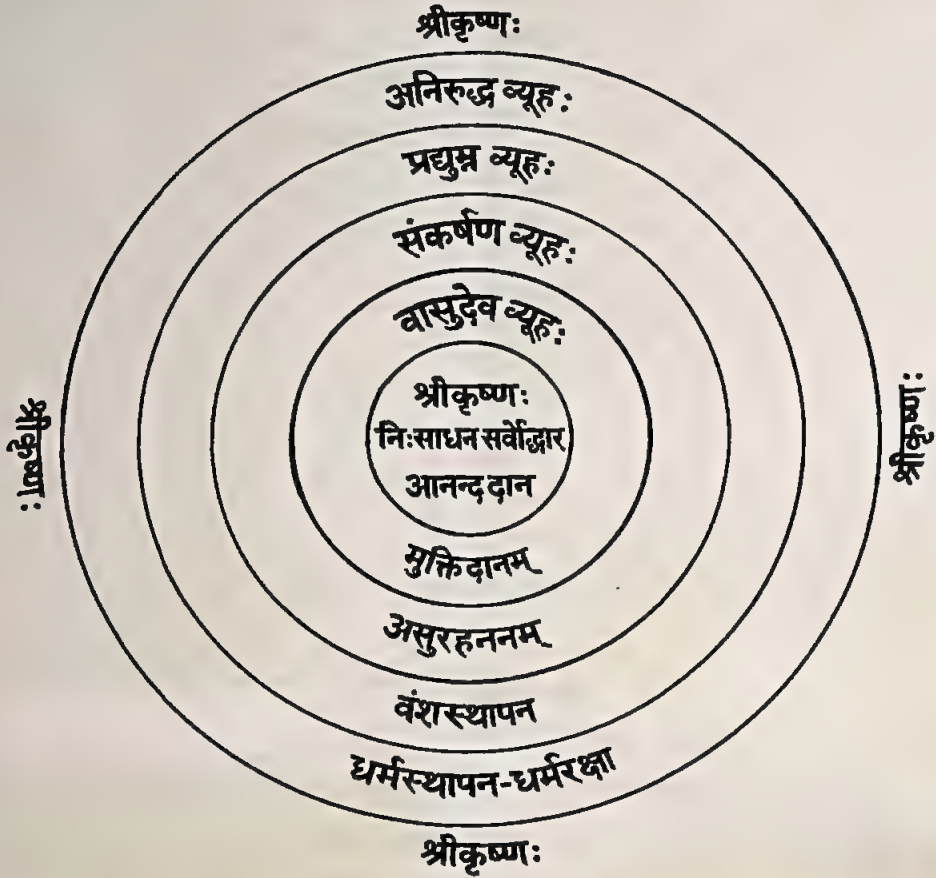 श्रीकृष्णः
अनिरुद्ध व्यूहः
प्रद्युम्न व्यूहः
संकर्षण व्यूहः
वासुदेव व्यूहः
श्रीकृष्णः
निःसाधन सर्वोद्धार
आनन्द दान
श्रीकृष्णः
श्रीकृष्णः
मुक्तिदानम्
असुरहननम्
वंशस्थापन
धर्मस्थापन-धर्मरक्षा
श्रीकृष्णः